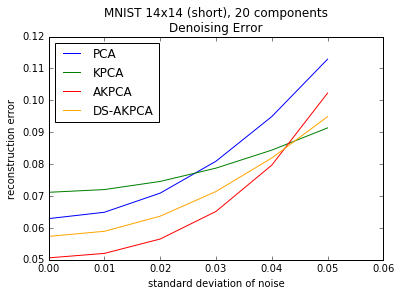 MNIST 14x14 (short), 20 components
Denoising Error
0.12
0.11
0.10
0.09
0.08
0.07
0.06
0.05
reconstruction error
PCA
KPCA
AKPCA
DS-AKPCA
0.00 0.01 0.02 0.03 0.04 0.05 0.06
standard deviation of noise